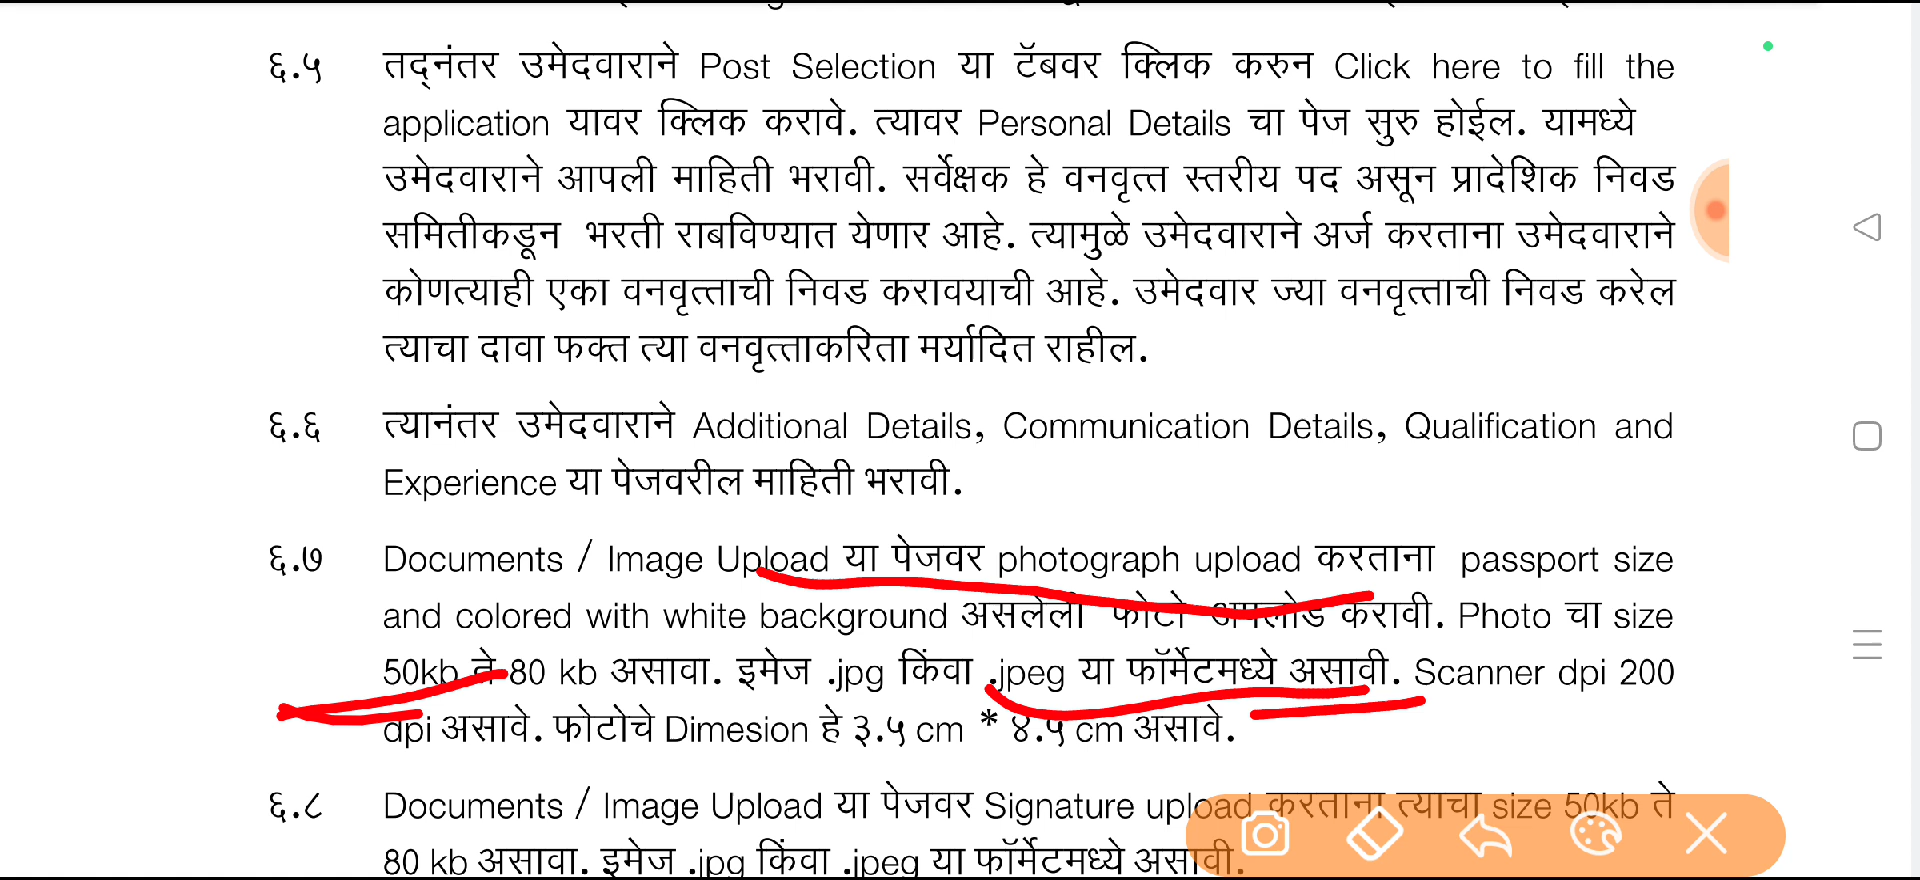 ६.५ तद्नंतर उमेदवाराने Post Selection या टॅबवर क्लिक करुन Click here to fill the
application यावर क्लिक करावे. त्यावर Personal Details चा पेज सुरु होईल. यामध्ये
उमेदवाराने आपली माहिती भरावी. सर्वेक्षक हे वनवृत्त स्तरीय पद असून प्रादेशिक निवड
समितीकडून भरती राबविण्यात येणार आहे. त्यामुळे उमेदवाराने अर्ज करताना उमेदवाराने
कोणत्याही एका वनवृत्ताची निवड करावयाची आहे. उमेदवार ज्या वनवृत्ताची निवड करेल
त्याचा दावा फक्त त्या वनवृत्ताकरिता मर्यादित राहील.
६.६ त्यानंतर उमेदवाराने Additional Details, Communication Details, Qualification and
Experience या पेजवरील माहिती भरावी.
६.७ Documents / Image Upload या पेजवर photograph upload करताना passport size
and colored with white background असलेली फोटो अपलोड करावी. Photo चा size
50kb ते 80 kb असावा. इमेज .jpg किंवा .jpeg या फॉर्मेटमध्ये असावी. Scanner dpi 200
dpi असावे. फोटोचे Dimesion हे ३.५ cm * ४.५ cm असावे.
६.८ Documents / Image Upload या पेजवर Signature upload करताना त्याचा size 50kb ते
80 kb असावा. इमेज .jpg किंवा .jpeg या फॉर्मेटमध्ये असावी.